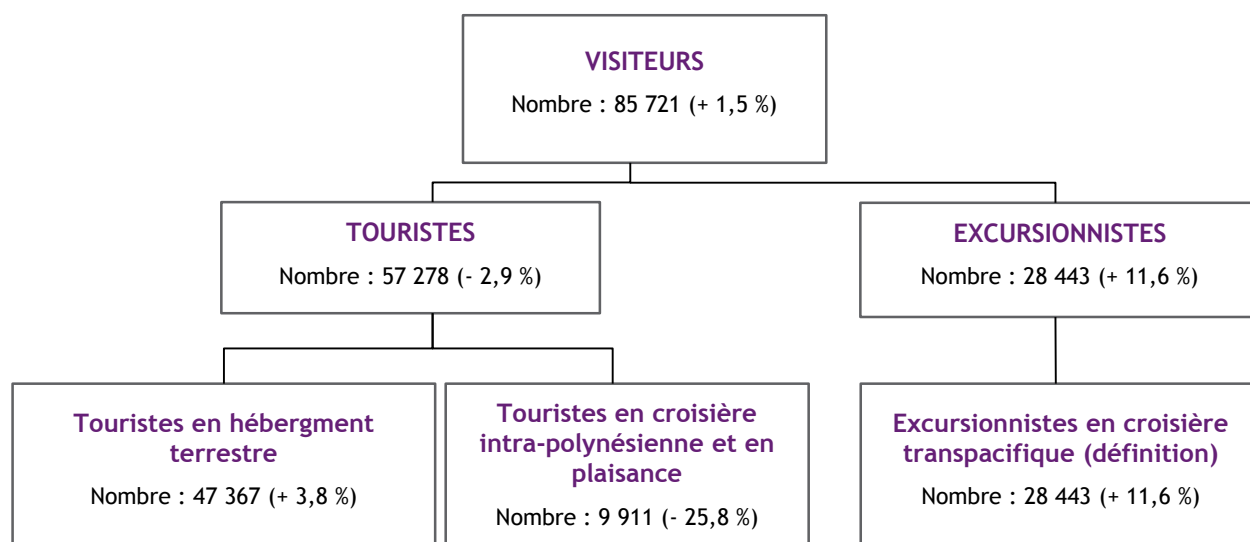 VISITEURS
Nombre : 85 721 (+ 1,5 %)
TOURISTES
Nombre : 57 278 (- 2,9 %)
EXCURSIONNISTES
Nombre : 28 443 (+ 11,6 %)
Touristes en hébergment
terrestre
Nombre : 47 367 (+ 3,8 %)
Touristes en croisière
intra-polynésienne et en
plaisance
Nombre : 9 911 (- 25,8 %)
Excursionnistes en croisière
transpacifique (définition)
Nombre : 28 443 (+ 11,6 %)